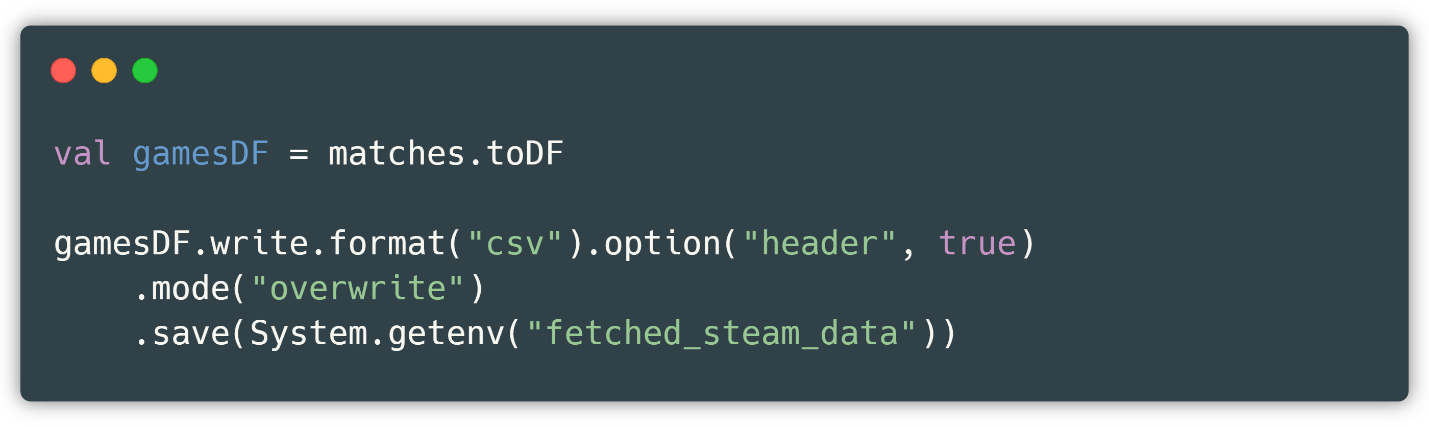 val gamesDF = matches.toDF

gamesDF.write.format("csv").option("header", true)
    .mode("overwrite")
    .save(System.getenv("fetched_steam_data"))